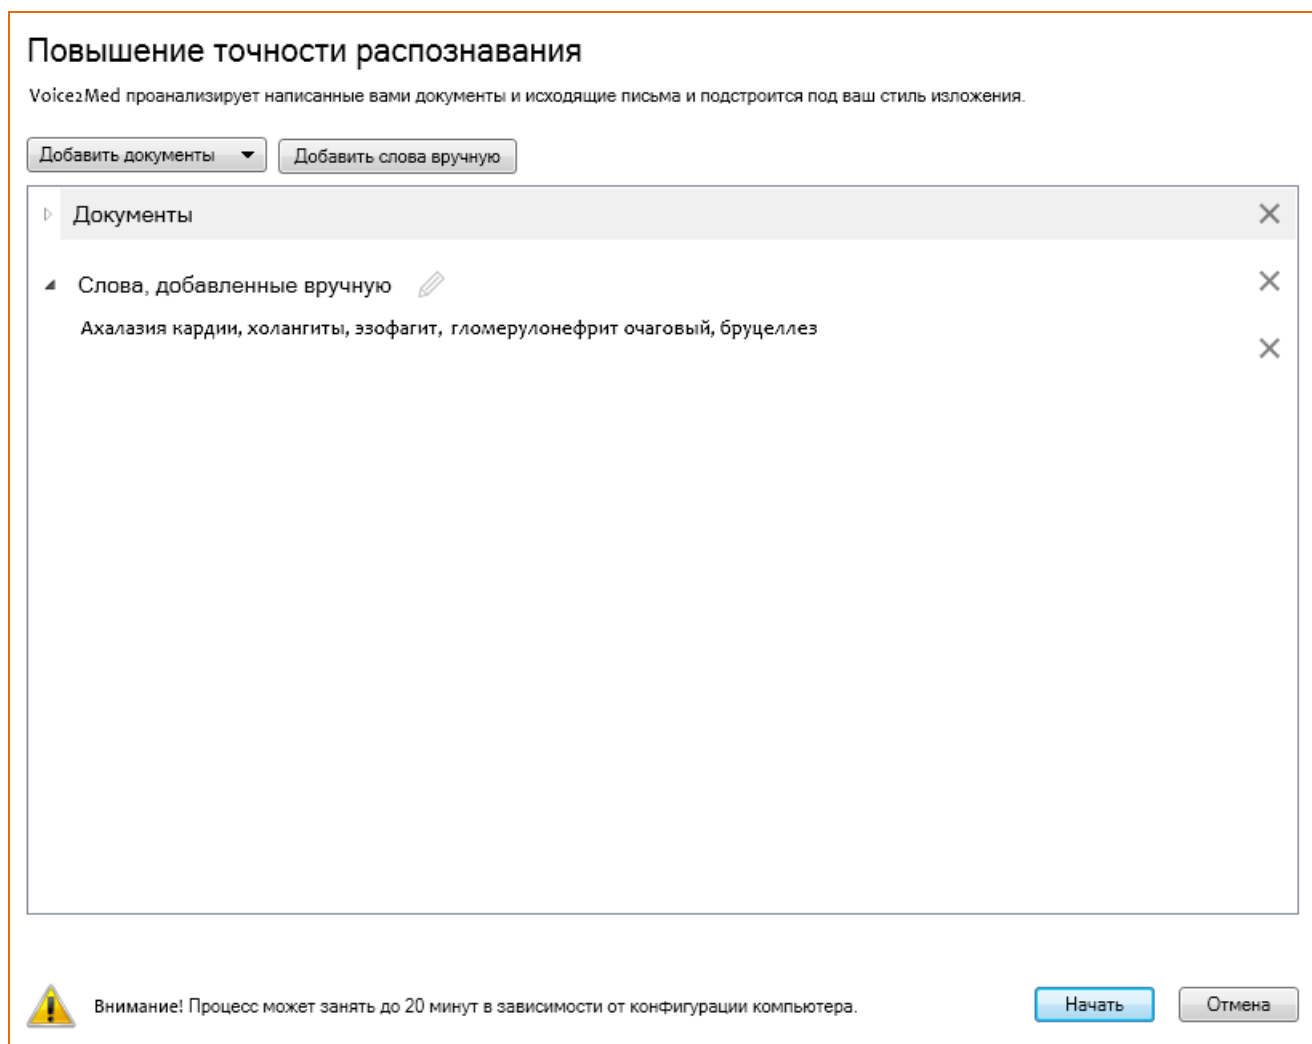 Повышение точности распознавания
Voice2Med проанализирует написанные вами документы и исходящие письма и подстроится под ваш стиль изложения.
Добавить документы
Добавить слова вручную
Документы
Слова, добавленные вручную
Ахалазия кардии, холангиты, эзофагит, гломерулонефрит очаговый, бруцеллез
Внимание! Процесс может занять до 20 минут в зависимости от конфигурации компьютера.
Начать
Отмена